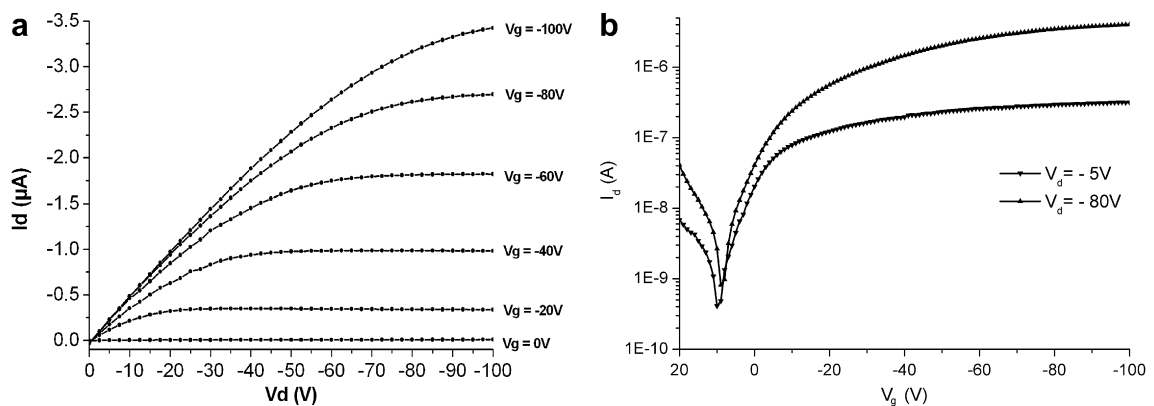 a
-3.5
-3.0
-2.5
-2.0
-1.5
-1.0
-0.5
0.0
Id (µA)
0 -10 -20 -30 -40 -50 -60 -70 -80 -90 -100
Vd (V)
Vg = -100V
Vg = -80V
Vg = -60V
Vg = -40V
Vg = -20V
Vg = 0V
b
1E-6
1E-7
1E-8
1E-9
1E-10
Id (A)
20 0 -20 -40 -60 -80 -100
Vg (V)
Vd= - 5V
Vd= - 80V